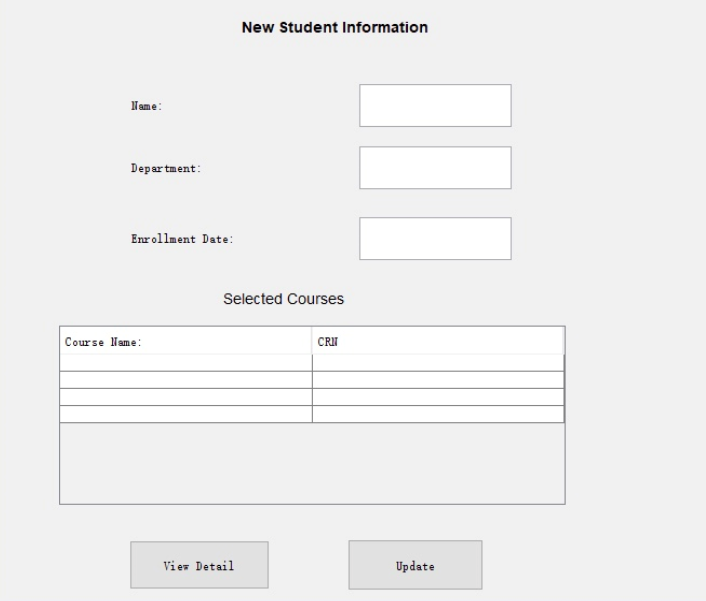 New Student Information
Name:
Department:
Enrollment Date:
Selected Courses
Course Name: CRN
View Detail Update